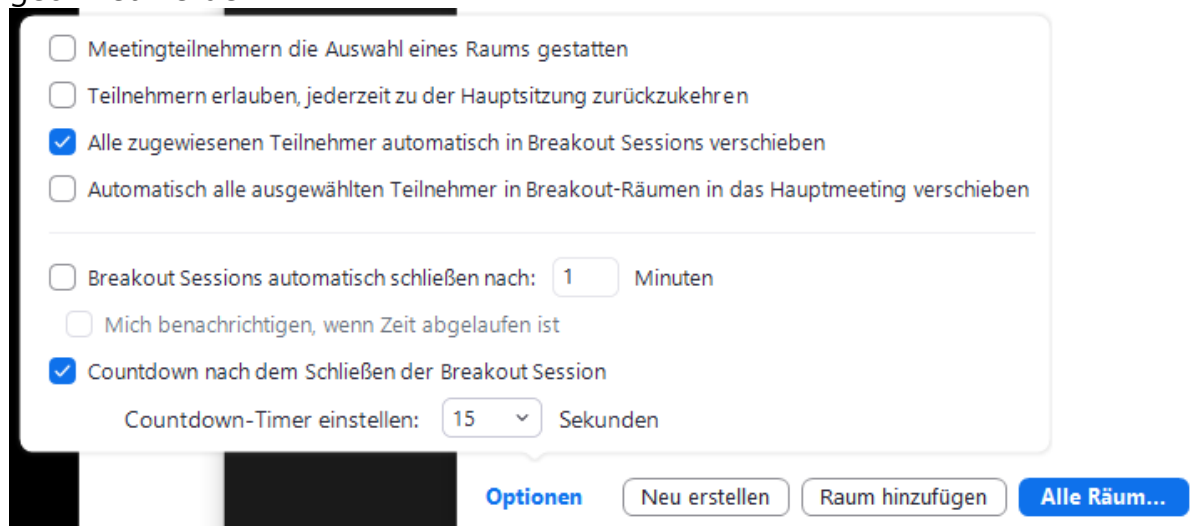 Meetingteilnehmern die Auswahl eines Raums gestatten
Teilnehmern erlauben, jederzeit zu der Hauptsitzung zurückzukehren
Alle zugewiesenen Teilnehmer automatisch in Breakout Sessions verschieben
Automatisch alle ausgewählten Teilnehmer in Breakout-Räumen in das Hauptmeeting verschieben
Breakout Sessions automatisch schließen nach: 1 Minuten
Mich benachrichtigen, wenn Zeit abgelaufen ist
Countdown nach dem Schließen der Breakout Session
Countdown-Timer einstellen: 15 Sekunden
Optionen Neu erstellen Raum hinzufügen Alle Räum...